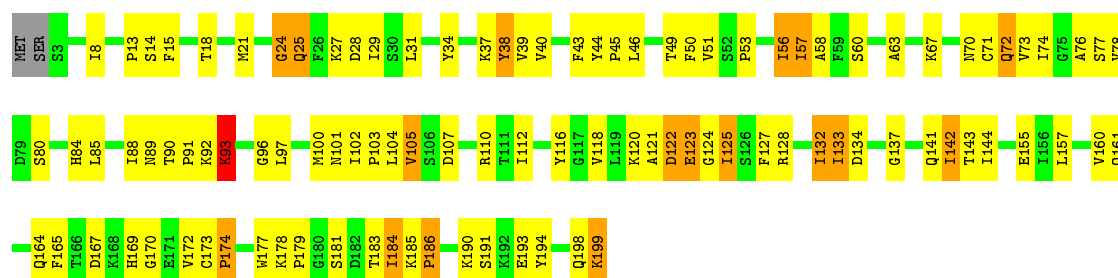 MET SER S3 I8 P13 S14 F15 T18 M21 G24 Q25 F26 K27 D28 I29 S30 L31 Y34 K37 Y38 V39 V40 F43 Y44 P45 L46 T49 F50 V51 S52 P53 I56 I57 A58 F59 S60 A63 K67 N70 C71 Q72 V73 I74 G75 A76 S77 V78
D79 S80 H84 L85 I88 N89 T90 P91 K92 K93 G96 L97 M100 N101 I102 P103 L104 V105 S106 D107 R110 T111 I112 Y116 G117 V118 L119 K120 A121 D122 E123 G124 I125 S126 F127 R128 I132 I133 D134 G137 Q141 I142 T143 I144 E155 I156 L157 V160 Q161
Q164 F165 T166 D167 K168 H169 G170 E171 V172 C173 P174 W177 K178 P179 G180 S181 D182 T183 I184 K185 P186 K190 S191 K192 E193 Y194 Q198 K199